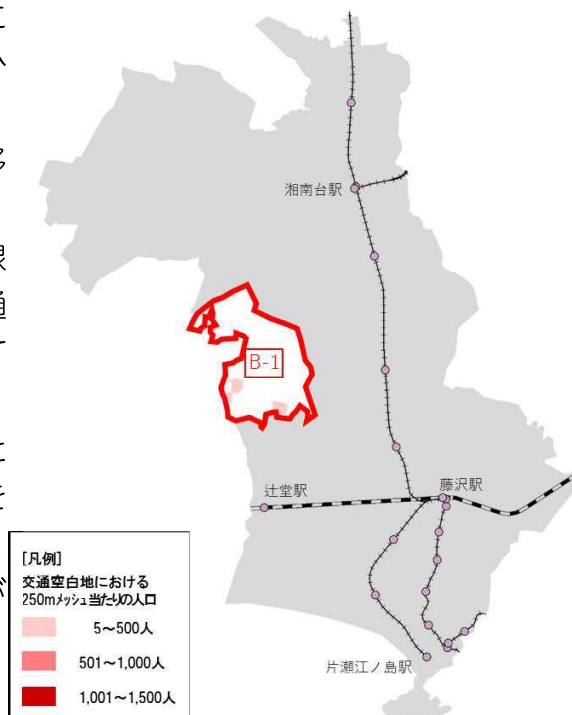 湘南台駅
B-1
辻堂駅
藤沢駅
片瀬江ノ島駅
[凡例]
交通空白地における
250mメッシュ当たりの人口
5～500人
501～1,000人
1,001～1,500人